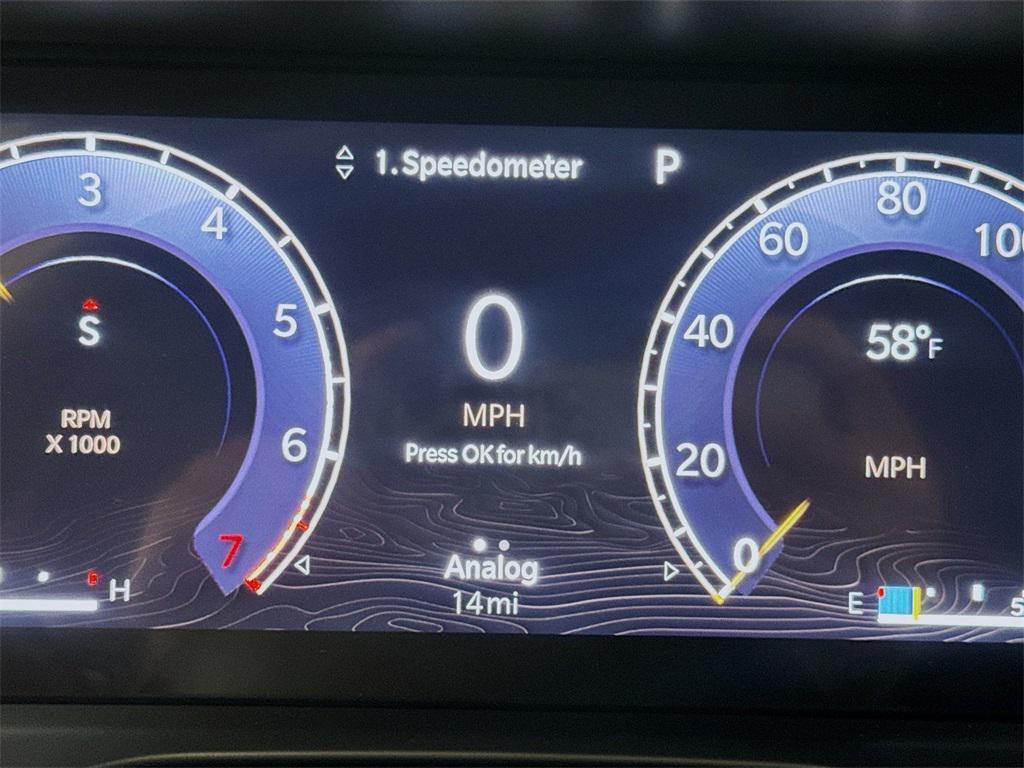 1.Speedometer
P
3
4
5
6
7
S
RPM
X 1000
H
0
MPH
Press OK for km/h
Analog
14mi
0
20
40
60
80
58°F
MPH
E